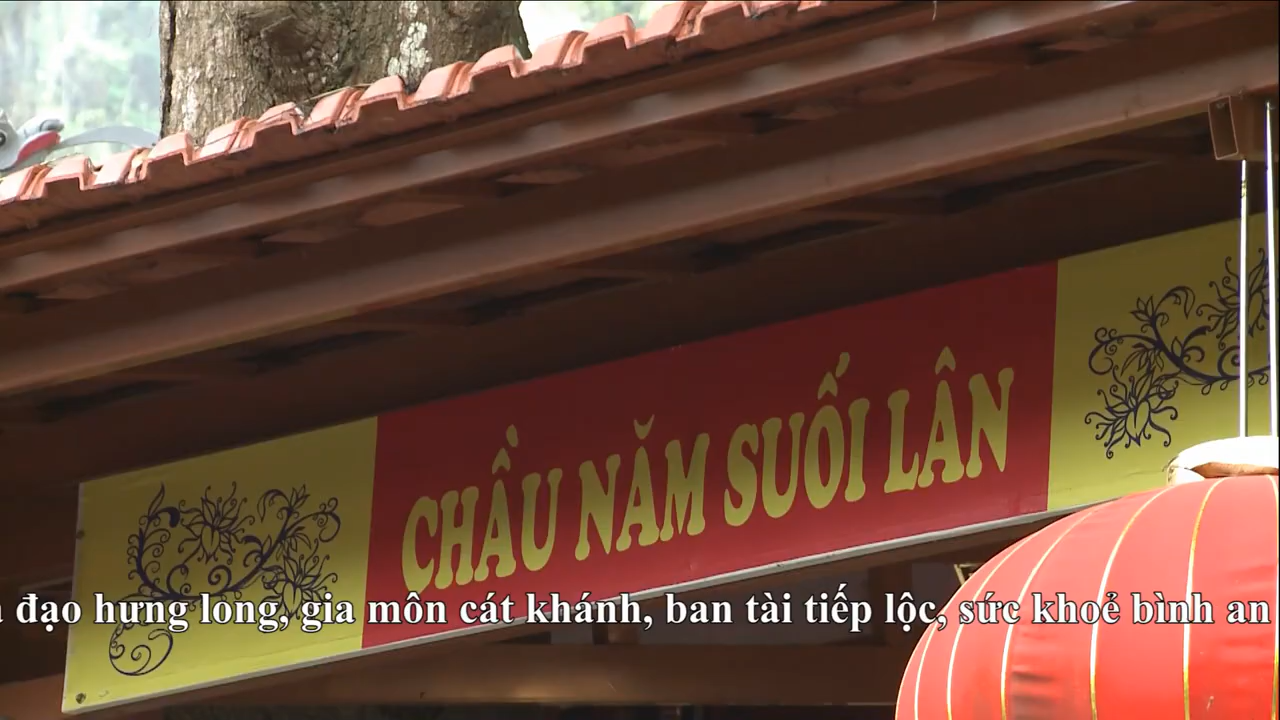 CHẦU NĂM SUỐI LÂN
đạo hưng long, gia môn cát khánh, ban tài tiếp lộc, sức khoẻ bình an